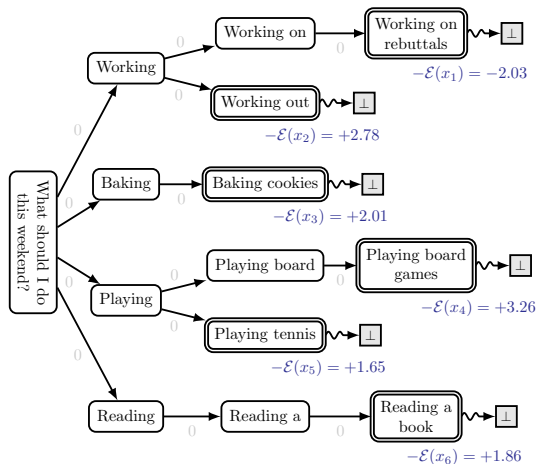 What should I do
this weekend?
0
0
0
0
Working
0
0
Working on
0
Working on
rebuttals
⊥
−ℰ(x₁) = −2.03
Working out
⊥
−ℰ(x₂) = +2.78
Baking
0
Baking cookies
⊥
−ℰ(x₃) = +2.01
Playing
0
0
Playing board
0
Playing board
games
⊥
−ℰ(x₄) = +3.26
Playing tennis
⊥
−ℰ(x₅) = +1.65
Reading
0
Reading a
0
Reading a
book
⊥
−ℰ(x₆) = +1.86